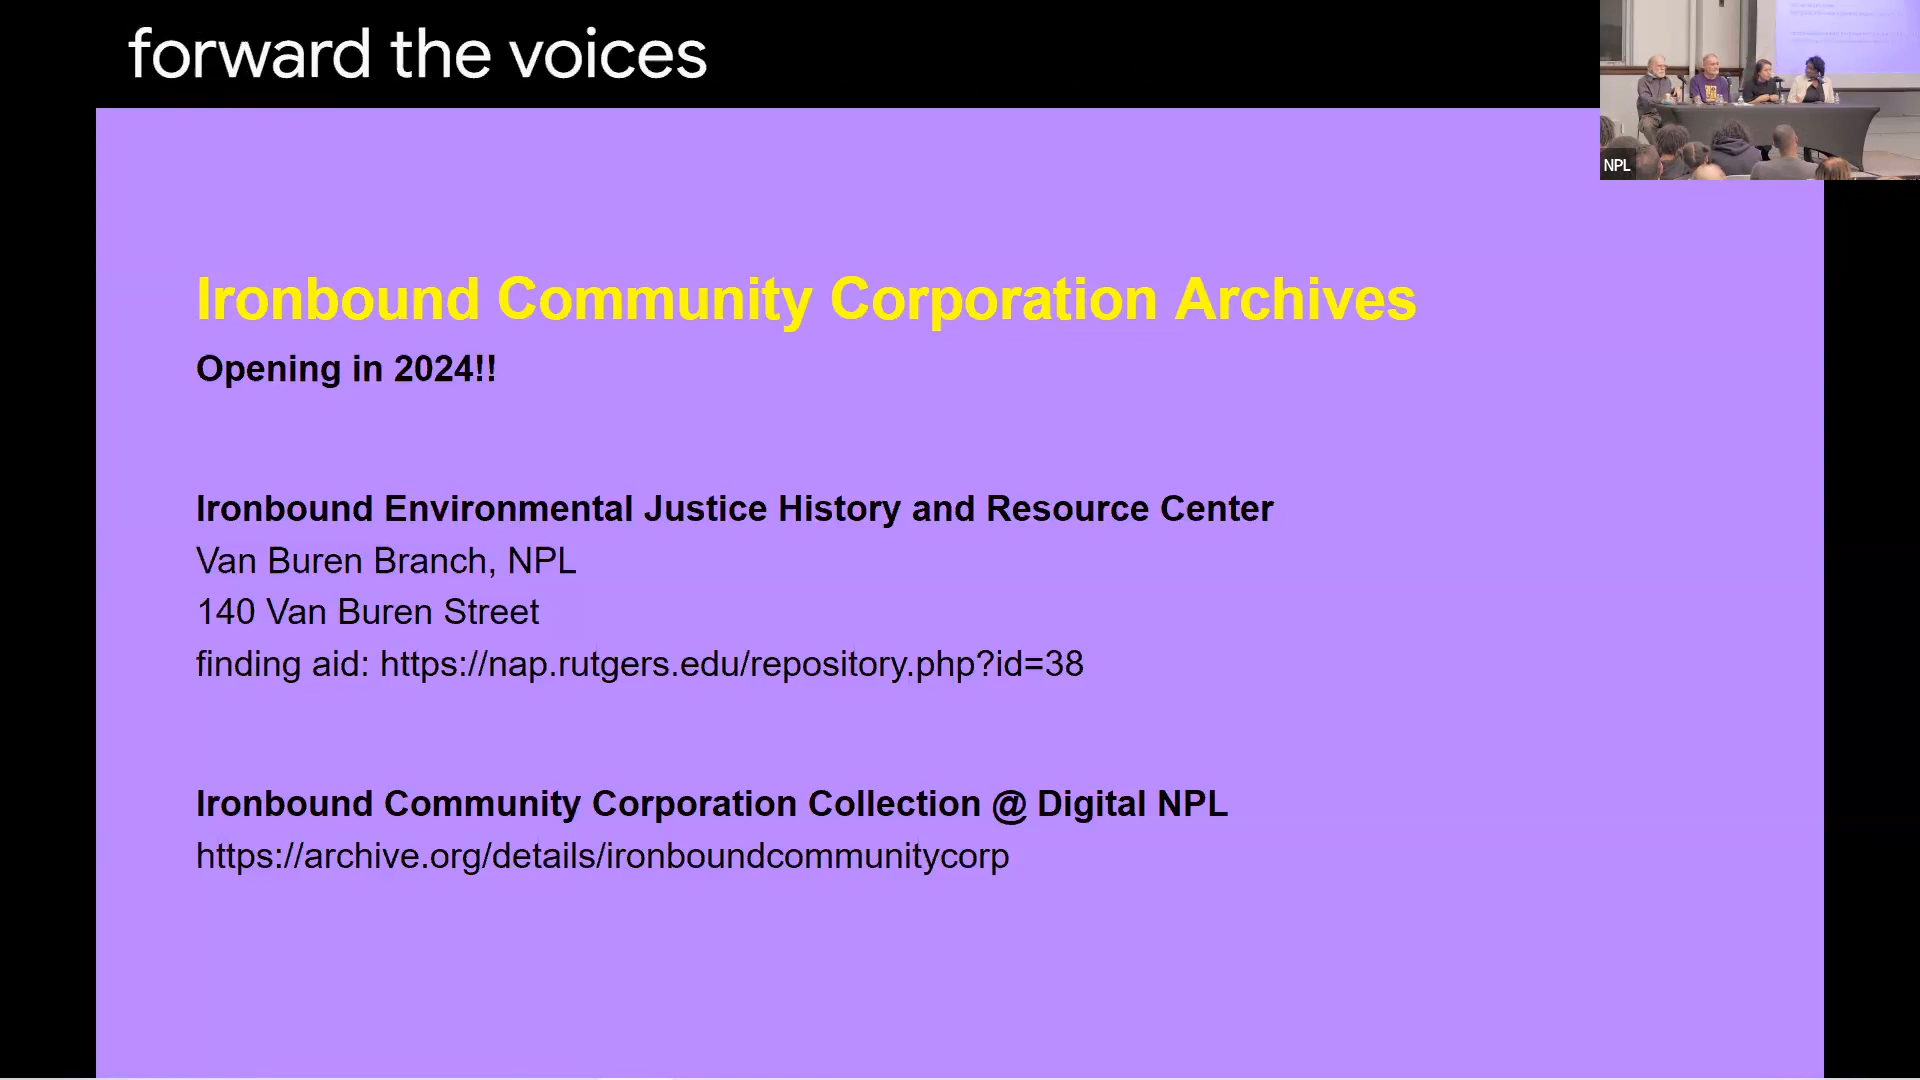 forward the voices
NPL
Ironbound Community Corporation Archives
Opening in 2024!!
Ironbound Environmental Justice History and Resource Center
Van Buren Branch, NPL
140 Van Buren Street
finding aid: https://nap.rutgers.edu/repository.php?id=38
Ironbound Community Corporation Collection @ Digital NPL
https://archive.org/details/ironboundcommunitycorp